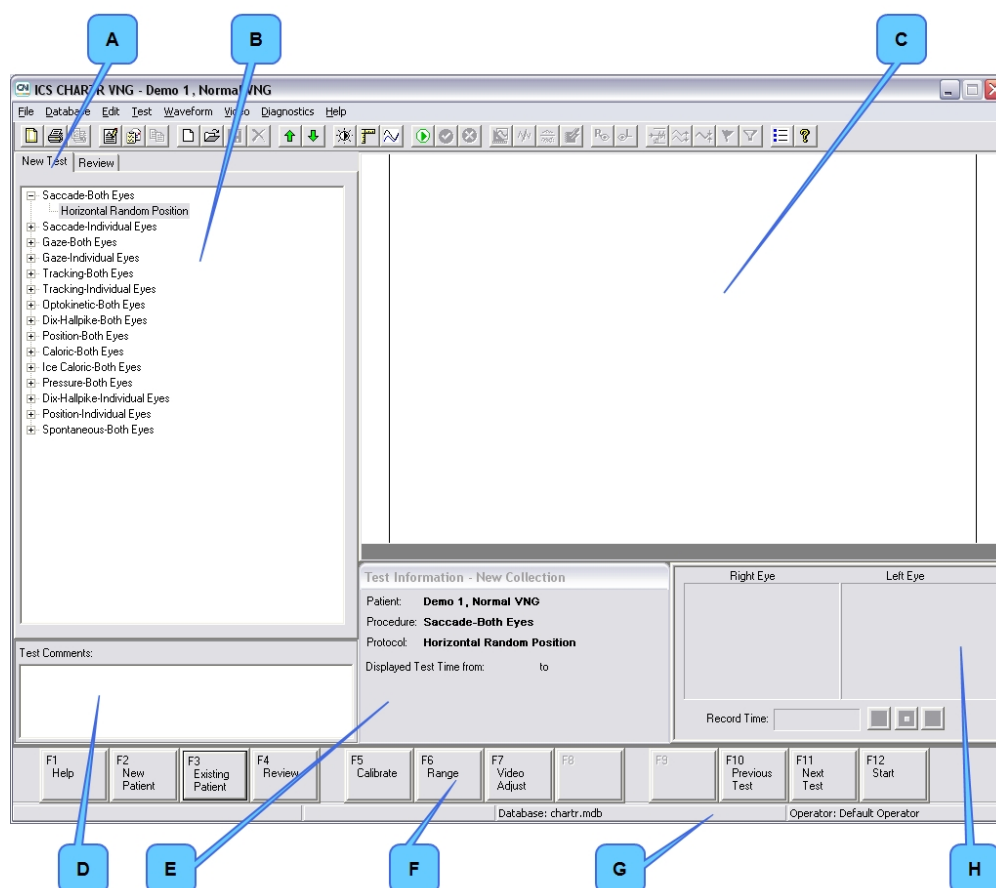 A
B
C
ICS CHARTR VNG - Demo 1 , Normal VNG
File Database Edit Test Waveform Video Diagnostics Help
New Test Review
Saccade-Both Eyes
Horizontal Random Position
Saccade-Individual Eyes
Gaze-Both Eyes
Gaze-Individual Eyes
Tracking-Both Eyes
Tracking-Individual Eyes
Optokinetic-Both Eyes
Dix-Hallpike-Both Eyes
Position-Both Eyes
Caloric-Both Eyes
Ice Caloric-Both Eyes
Pressure-Both Eyes
Dix-Hallpike-Individual Eyes
Position-Individual Eyes
Spontaneous-Both Eyes
Test Comments:
Test Information - New Collection
Patient: Demo 1 , Normal VNG
Procedure: Saccade-Both Eyes
Protocol: Horizontal Random Position
Displayed Test Time from: to
Right Eye Left Eye
Record Time:
F1
Help
F2
New
Patient
F3
Existing
Patient
F4
Review
F5
Calibrate
F6
Range
F7
Video
Adjust
F8
F9
F10
Previous
Test
F11
Next
Test
F12
Start
Database: chartr.mdb
Operator: Default Operator
D
E
F
G
H